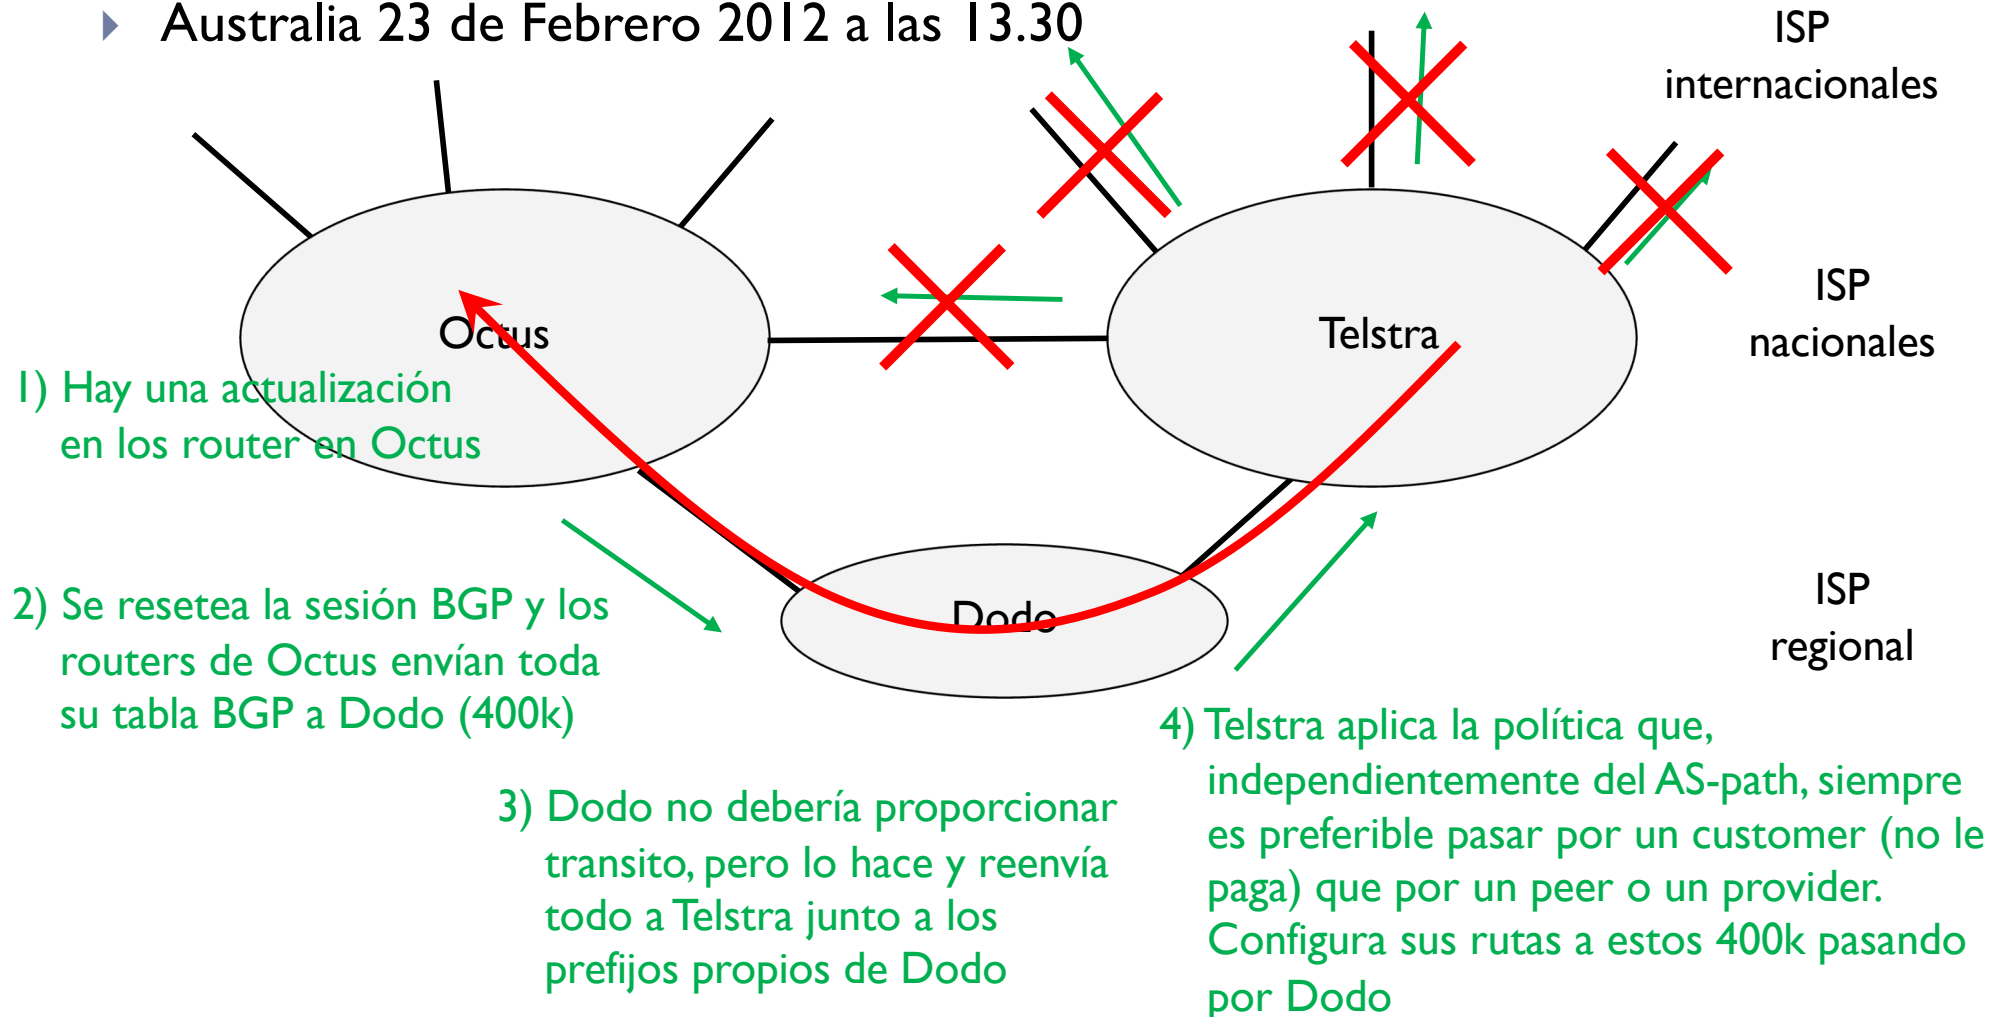 Australia 23 de Febrero 2012 a las 13.30
ISP
internacionales
Octus
Telstra
ISP
nacionales
1) Hay una actualización
en los router en Octus
Dodo
ISP
regional
2) Se resetea la sesión BGP y los
routers de Octus envían toda
su tabla BGP a Dodo (400k)
3) Dodo no debería proporcionar
transito, pero lo hace y reenvía
todo a Telstra junto a los
prefijos propios de Dodo
4) Telstra aplica la política que,
independientemente del AS-path, siempre
es preferible pasar por un customer (no le
paga) que por un peer o un provider.
Configura sus rutas a estos 400k pasando
por Dodo